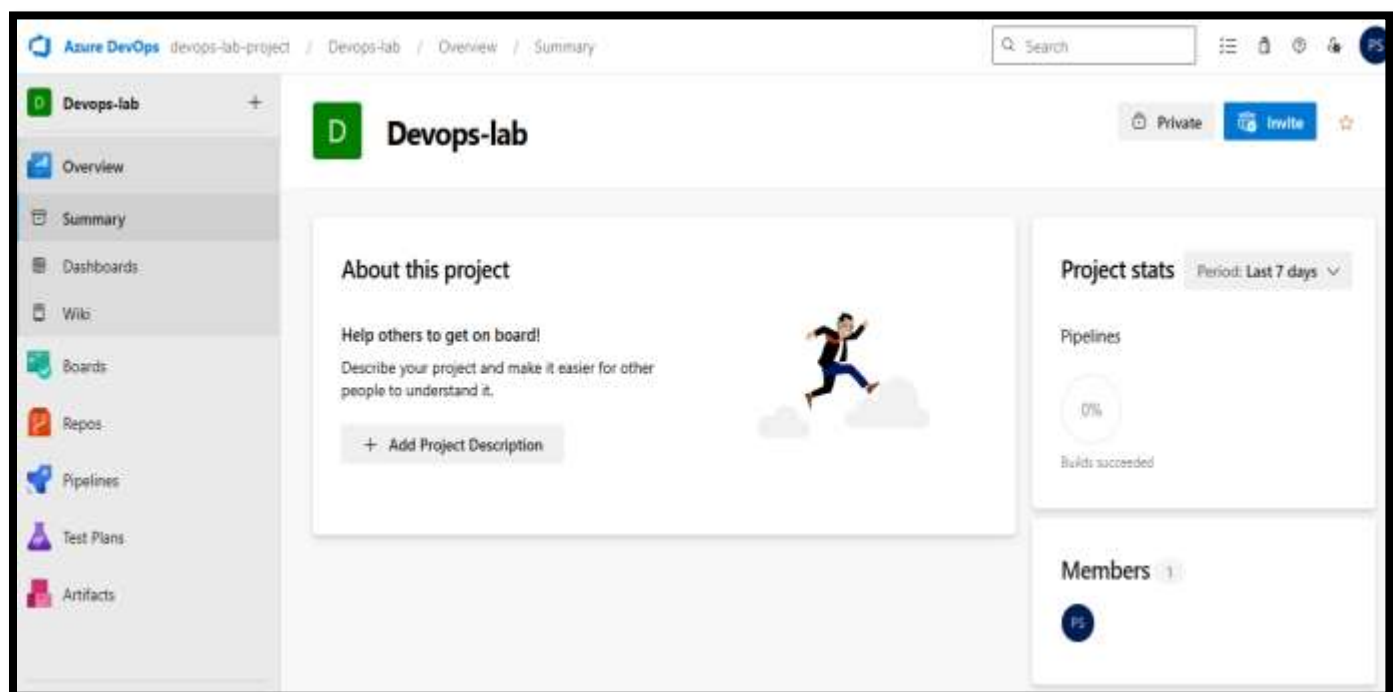 Azure DevOps devops-lab-project / Devops-lab / Overview / Summary
Search
PS
D Devops-lab +
Overview
Summary
Dashboards
Wiki
Boards
Repos
Pipelines
Test Plans
Artifacts
D Devops-lab
Private
Invite
About this project
Help others to get on board!
Describe your project and make it easier for other
people to understand it.
+ Add Project Description
Project stats
Period: Last 7 days
Pipelines
0%
Builds succeeded
Members 1
PS